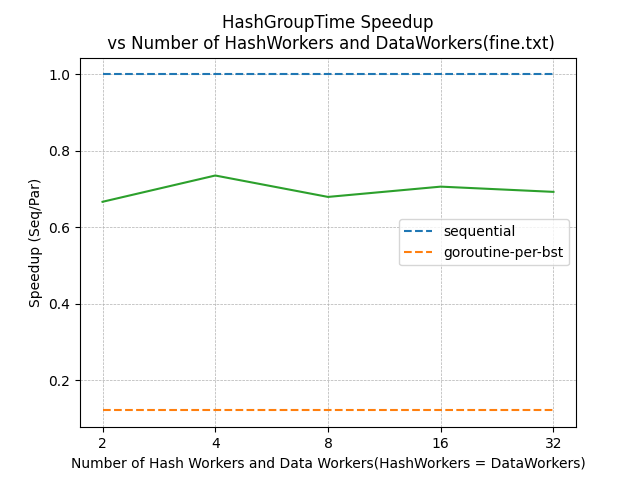 HashGroupTime Speedup
vs Number of HashWorkers and DataWorkers(fine.txt)
1.0
0.8
0.6
0.4
0.2
Speedup (Seq/Par)
sequential
goroutine-per-bst
2 4 8 16 32
Number of Hash Workers and Data Workers(HashWorkers = DataWorkers)